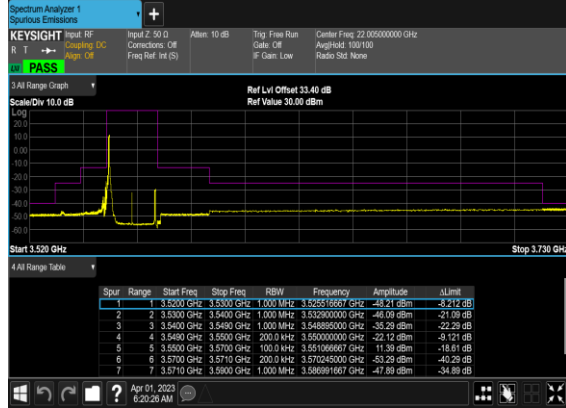 Spectrum Analyzer 1
Spurious Emissions
+
KEYSIGHT Input: RF Input Z: 50 Ω Atten: 10 dB Trig: Free Run Center Freq: 22.005000000 GHz
R T Coupling: DC Corrections: Off Gate: Off Avg|Hold: 100/100
Align: Off Freq Ref: Int (S) IF Gain: Low Radio Std: None
PASS
3 All Range Graph
Ref Lvl Offset 33.40 dB
Scale/Div 10.0 dB Ref Value 30.00 dBm
Log
20.0
10.0
0.00
-10.0
-20.0
-30.0
-40.0
-50.0
-60.0
Start 3.520 GHz Stop 3.730 GHz
4 All Range Table
Spur Range Start Freq Stop Freq RBW Frequency Amplitude ΔLimit
1 1 3.5200 GHz 3.5300 GHz 1.000 MHz 3.525516667 GHz -48.21 dBm -8.212 dB
2 2 3.5300 GHz 3.5400 GHz 1.000 MHz 3.532900000 GHz -46.09 dBm -21.09 dB
3 3 3.5400 GHz 3.5490 GHz 1.000 MHz 3.548895000 GHz -35.29 dBm -22.29 dB
4 4 3.5490 GHz 3.5500 GHz 200.0 kHz 3.550000000 GHz -22.12 dBm -9.121 dB
5 5 3.5500 GHz 3.5700 GHz 100.0 kHz 3.551066667 GHz 11.39 dBm -18.61 dB
6 6 3.5700 GHz 3.5710 GHz 200.0 kHz 3.570245000 GHz -53.29 dBm -40.29 dB
7 7 3.5710 GHz 3.5900 GHz 1.000 MHz 3.586991667 GHz -47.89 dBm -34.89 dB
? Apr 01, 2023
6:20:26 AM